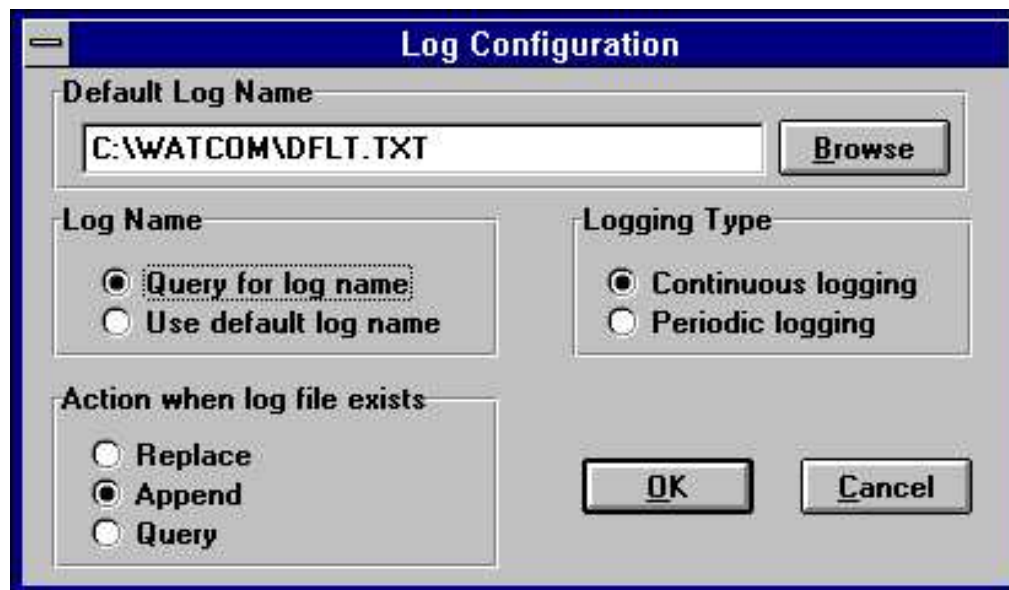 Log Configuration
Default Log Name
C:\WATCOM\DFLT.TXT
Browse
Log Name
Query for log name
Use default log name
Logging Type
Continuous logging
Periodic logging
Action when log file exists
Replace
Append
Query
OK
Cancel